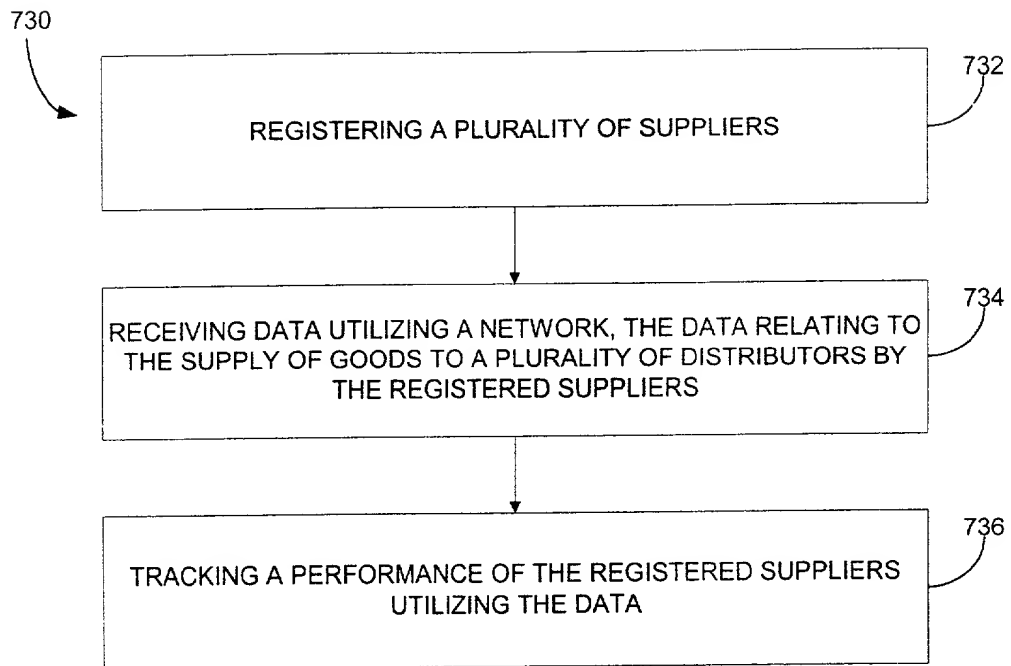 730
732
REGISTERING A PLURALITY OF SUPPLIERS
734
RECEIVING DATA UTILIZING A NETWORK, THE DATA RELATING TO
THE SUPPLY OF GOODS TO A PLURALITY OF DISTRIBUTORS BY
THE REGISTERED SUPPLIERS
736
TRACKING A PERFORMANCE OF THE REGISTERED SUPPLIERS
UTILIZING THE DATA